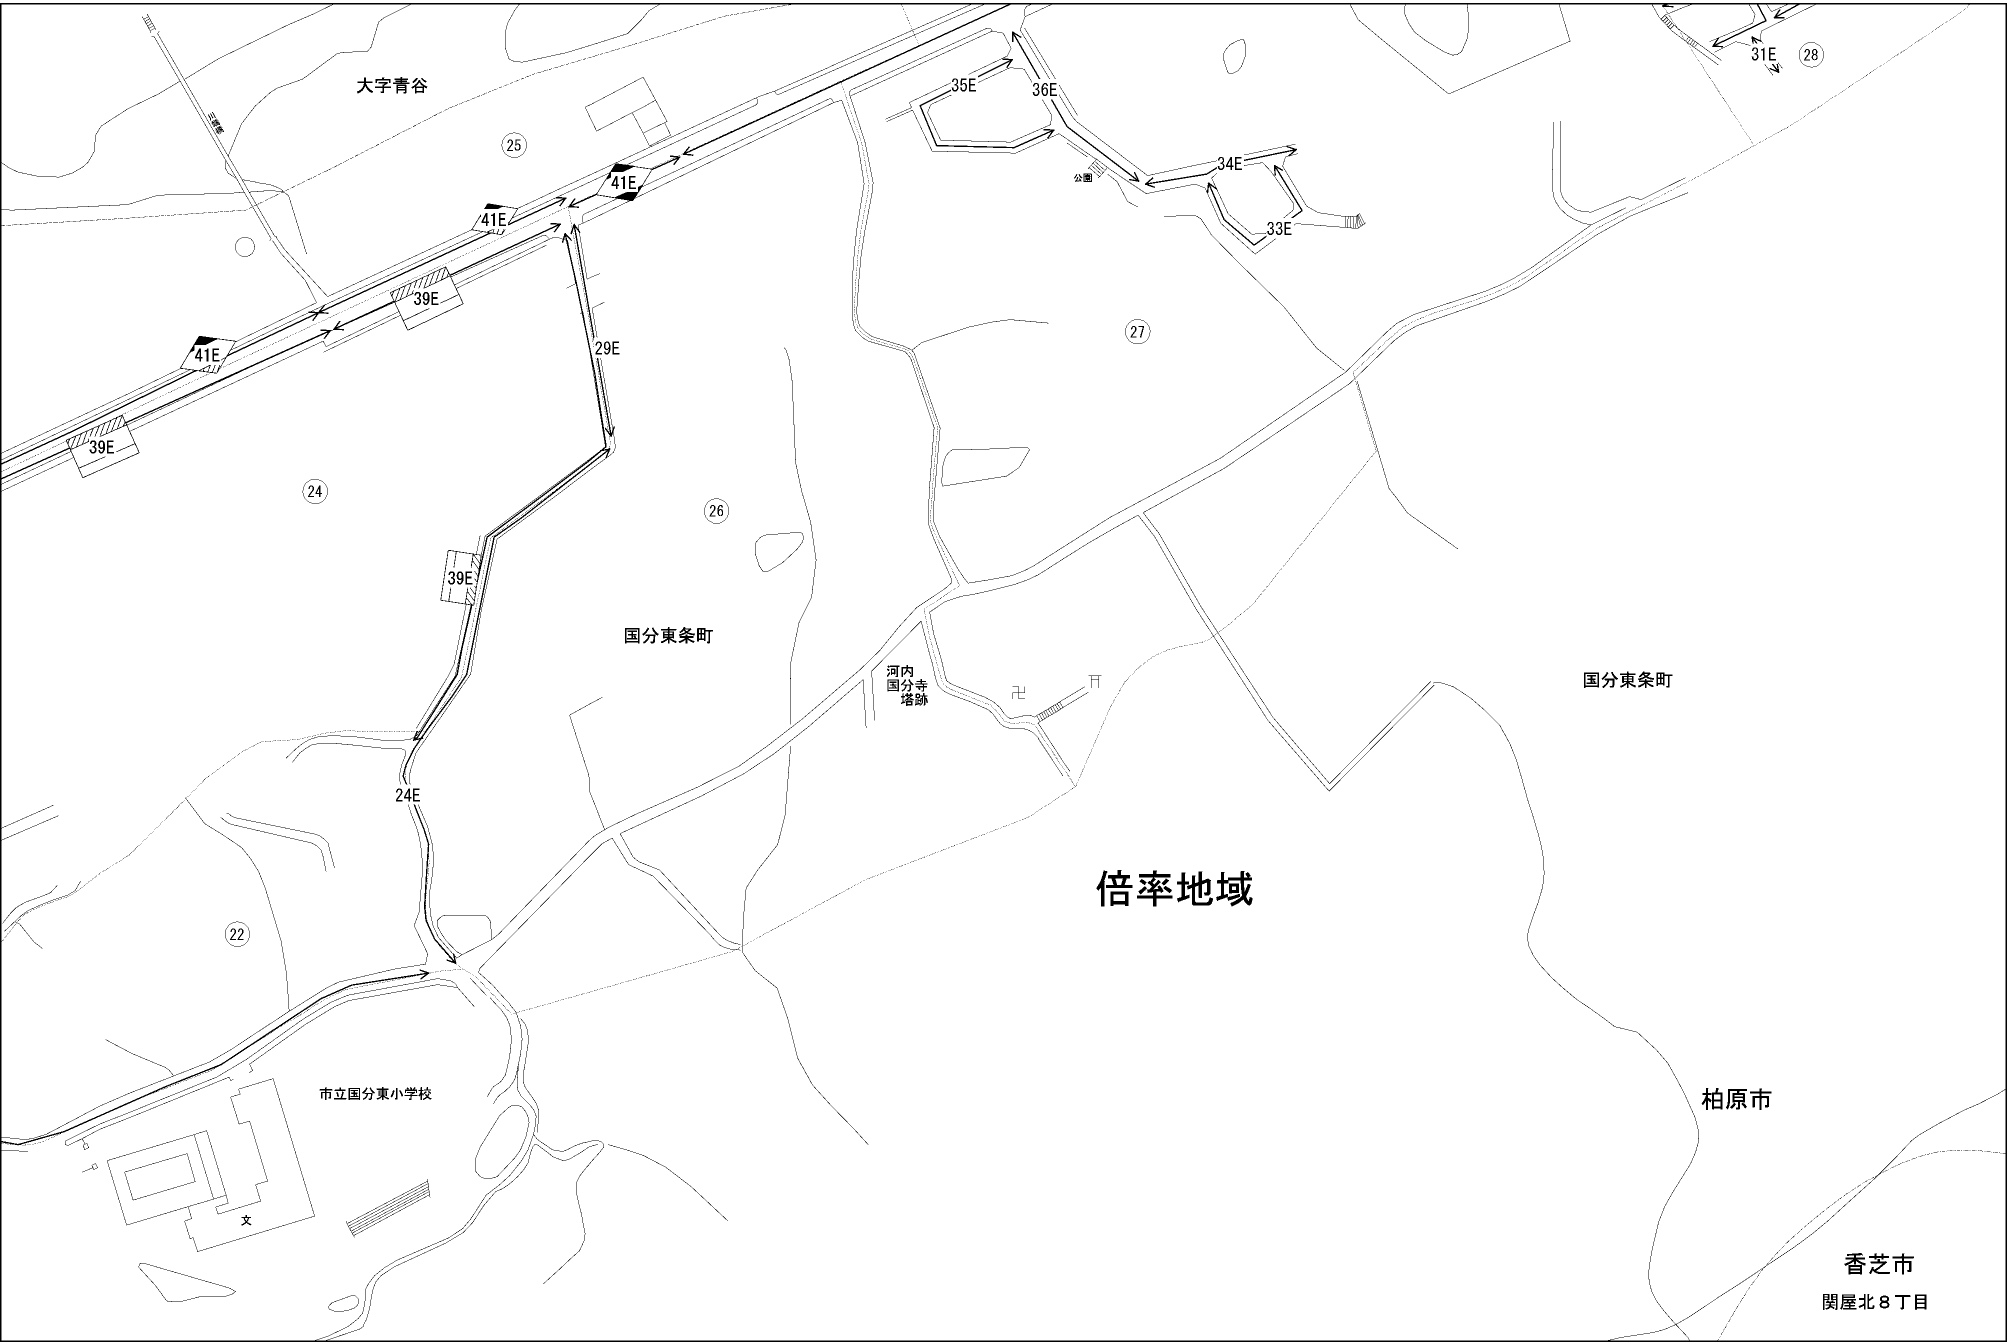 31E
28
大字青谷
35E
36E
25
34E
公園
41E
41E
33E
39E
27
29E
41E
39E
24
26
39E
国分東条町
河内
国分寺
塔跡
卍
国分東条町
24E
倍率地域
22
市立国分東小学校
柏原市
文
香芝市
関屋北８丁目